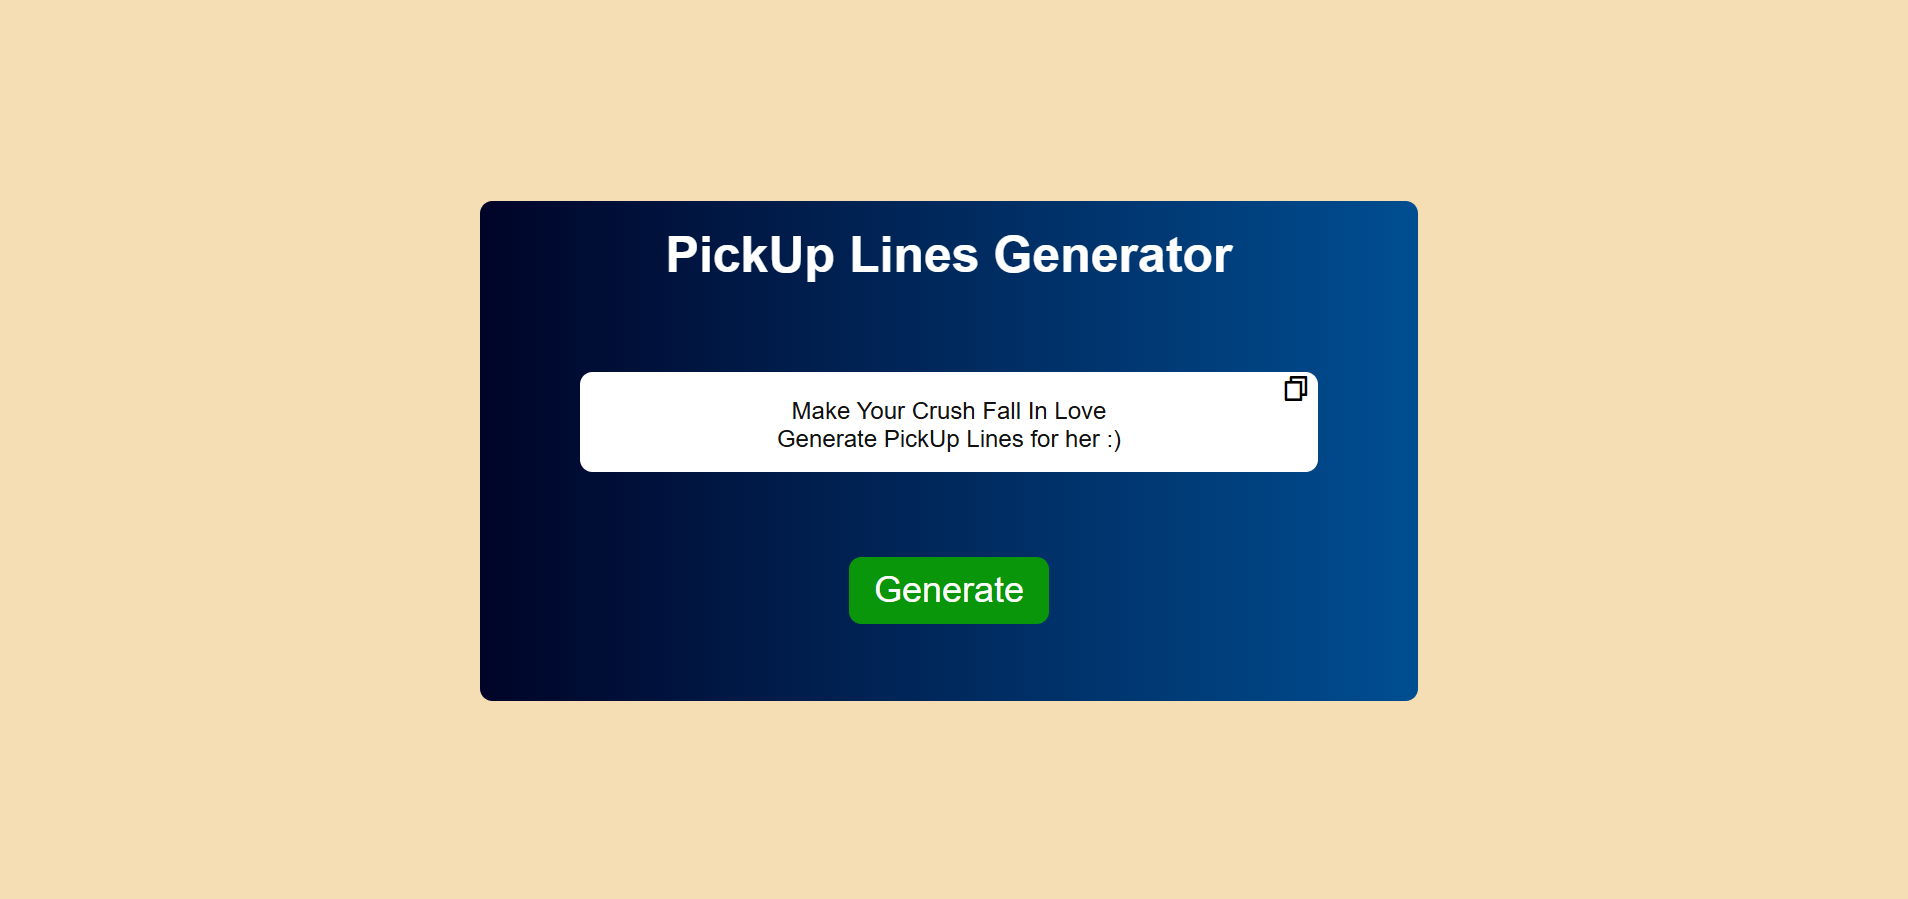 PickUp Lines Generator
Make Your Crush Fall In Love
Generate PickUp Lines for her :)
Generate